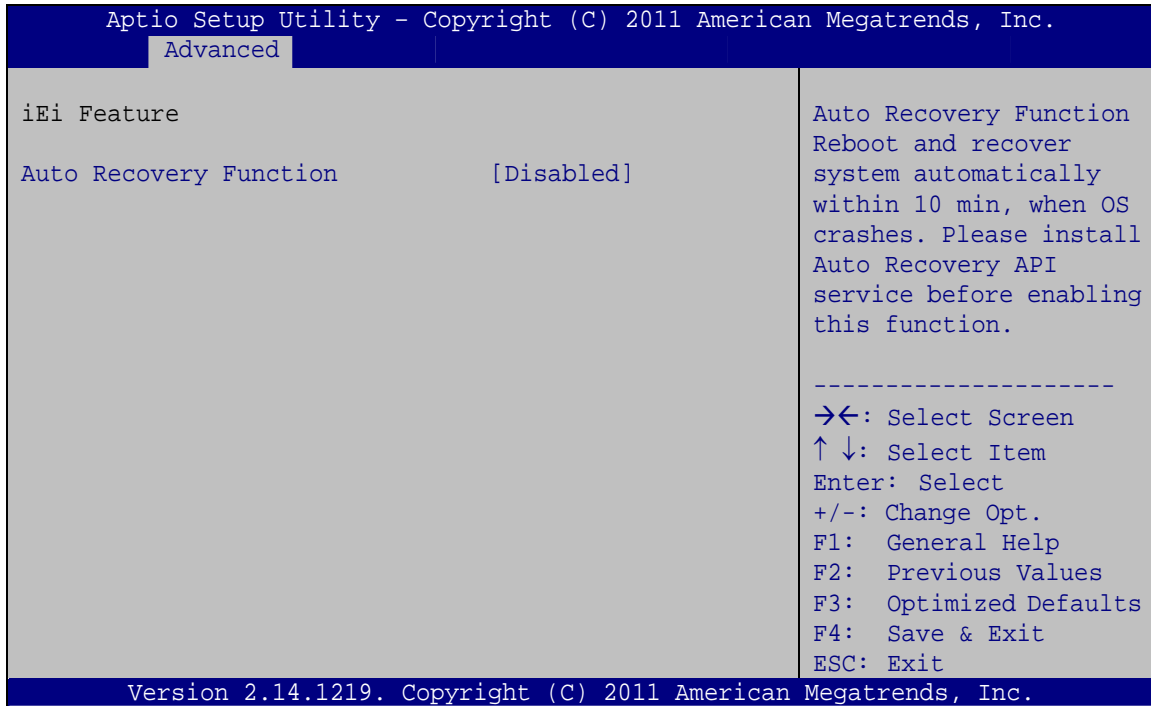 Aptio Setup Utility – Copyright (C) 2011 American Megatrends, Inc.
Advanced
iEi Feature
Auto Recovery Function [Disabled]
Auto Recovery Function
Reboot and recover
system automatically
within 10 min, when OS
crashes. Please install
Auto Recovery API
service before enabling
this function.
---------------------
→←: Select Screen
↑ ↓: Select Item
Enter: Select
+/-: Change Opt.
F1: General Help
F2: Previous Values
F3: Optimized Defaults
F4: Save & Exit
ESC: Exit
Version 2.14.1219. Copyright (C) 2011 American Megatrends, Inc.